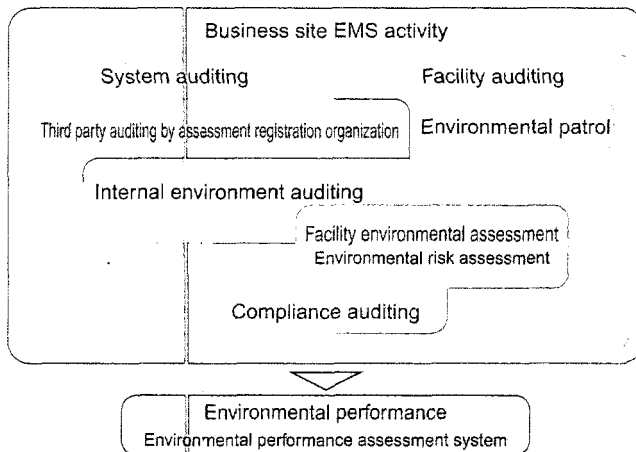 Business site EMS activity
System auditing
Facility auditing
Third party auditing by assessment registration organization
Environmental patrol
Internal environment auditing
Facility environmental assessment
Environmental risk assessment
Compliance auditing
Environmental performance
Environmental performance assessment system